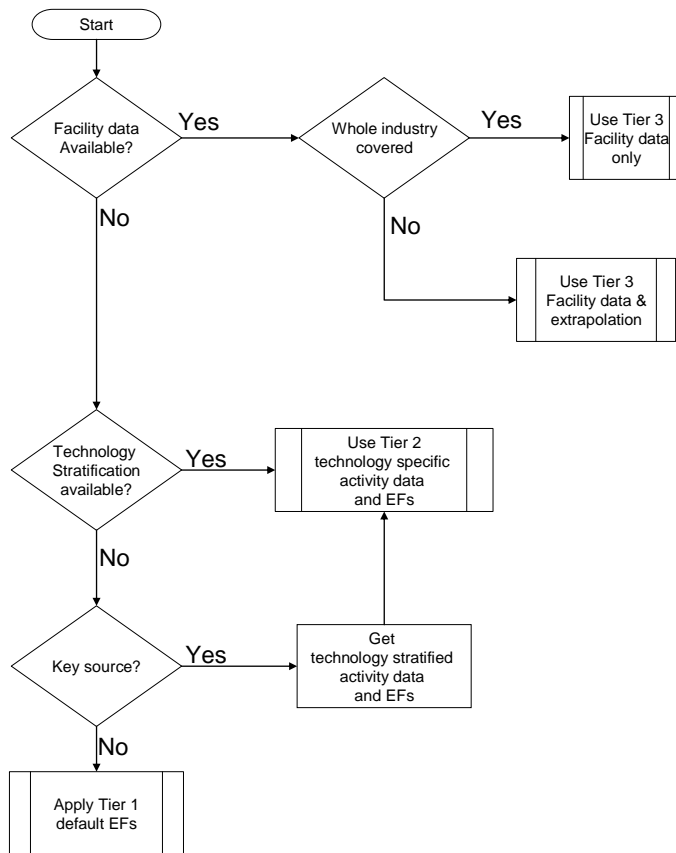 Start
Facility data
Available?
Yes
Whole industry
covered
Yes
Use Tier 3
Facility data
only
No
No
Use Tier 3
Facility data &
extrapolation
Technology
Stratification
available?
Yes
Use Tier 2
technology specific
activity data
and EFs
No
Key source?
Yes
Get
technology stratified
activity data
and EFs
No
Apply Tier 1
default EFs